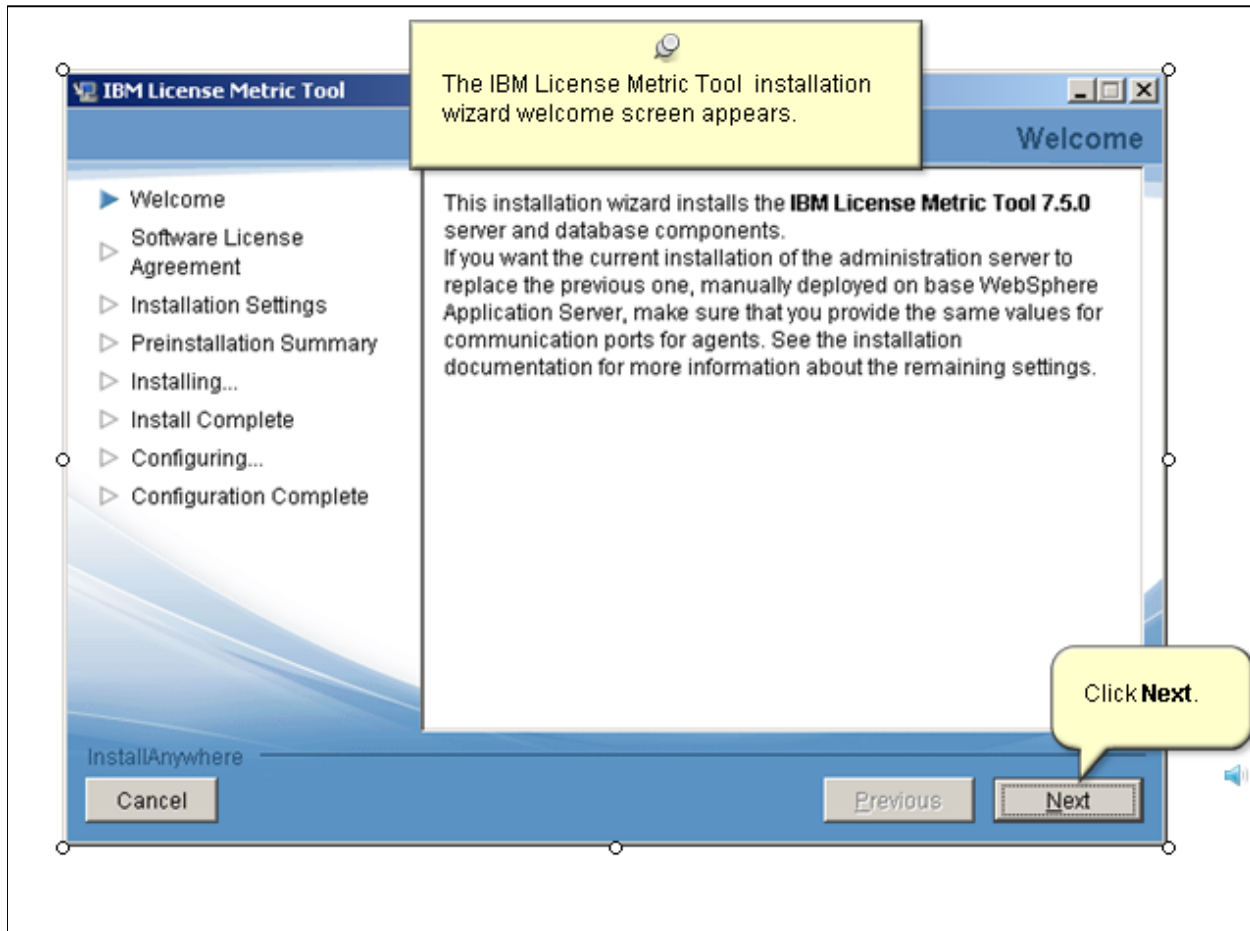 The IBM License Metric Tool installation
wizard welcome screen appears.
IBM License Metric Tool
Welcome
Welcome
Software License
Agreement
Installation Settings
Preinstallation Summary
Installing...
Install Complete
Configuring...
Configuration Complete
This installation wizard installs the IBM License Metric Tool 7.5.0
server and database components.
If you want the current installation of the administration server to
replace the previous one, manually deployed on base WebSphere
Application Server, make sure that you provide the same values for
communication ports for agents. See the installation
documentation for more information about the remaining settings.
Click Next.
InstallAnywhere
Cancel
Previous
Next